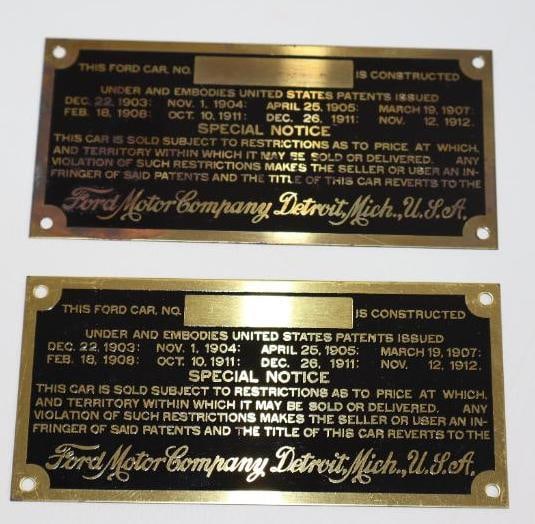 THIS FORD CAR. NO. IS CONSTRUCTED
UNDER AND EMBODIES UNITED STATES PATENTS ISSUED
DEC. 22, 1903: NOV. 1, 1904: APRIL 25, 1905: MARCH 19, 1907:
FEB. 18, 1908: OCT. 10, 1911: DEC. 26, 1911: NOV. 12, 1912.
SPECIAL NOTICE
THIS CAR IS SOLD SUBJECT TO RESTRICTIONS AS TO PRICE AT WHICH,
AND TERRITORY WITHIN WHICH IT MAY BE SOLD OR DELIVERED. ANY
VIOLATION OF SUCH RESTRICTIONS MAKES THE SELLER OR USER AN IN-
FRINGER OF SAID PATENTS AND THE TITLE OF THIS CAR REVERTS TO THE
Ford Motor Company, Detroit, Mich., U.S.A.
THIS FORD CAR. NO. IS CONSTRUCTED
UNDER AND EMBODIES UNITED STATES PATENTS ISSUED
DEC. 22, 1903: NOV. 1, 1904: APRIL 25, 1905: MARCH 19, 1907:
FEB. 18, 1908: OCT. 10, 1911: DEC. 26, 1911: NOV. 12, 1912.
SPECIAL NOTICE
THIS CAR IS SOLD SUBJECT TO RESTRICTIONS AS TO PRICE AT WHICH,
AND TERRITORY WITHIN WHICH IT MAY BE SOLD OR DELIVERED. ANY
VIOLATION OF SUCH RESTRICTIONS MAKES THE SELLER OR USER AN IN-
FRINGER OF SAID PATENTS AND THE TITLE OF THIS CAR REVERTS TO THE
Ford Motor Company, Detroit, Mich., U.S.A.